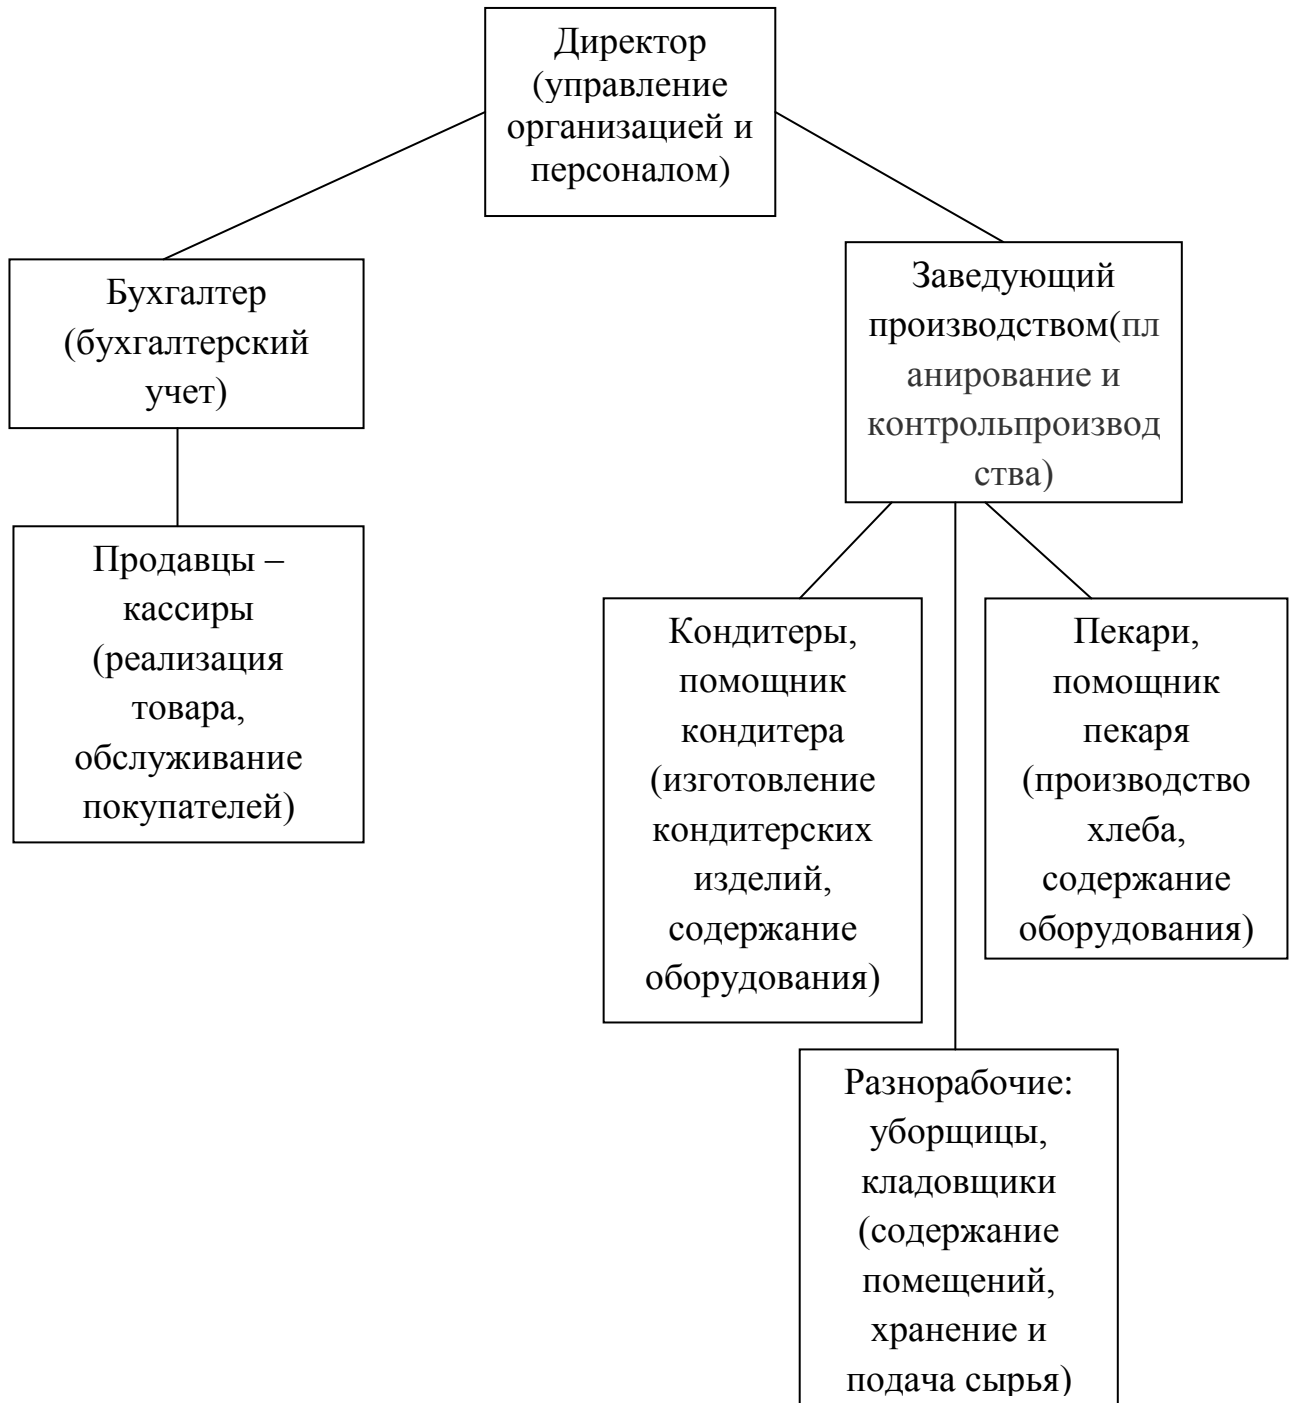 Директор
(управление
организацией и
персоналом)
Бухгалтер
(бухгалтерский
учет)
Заведующий
производством(пл
анирование и
контрольпроизвод
ства)
Продавцы –
кассиры
(реализация
товара,
обслуживание
покупателей)
Кондитеры,
помощник
кондитера
(изготовление
кондитерских
изделий,
содержание
оборудования)
Пекари,
помощник
пекаря
(производство
хлеба,
содержание
оборудования)
Разнорабочие:
уборщицы,
кладовщики
(содержание
помещений,
хранение и
подача сырья)